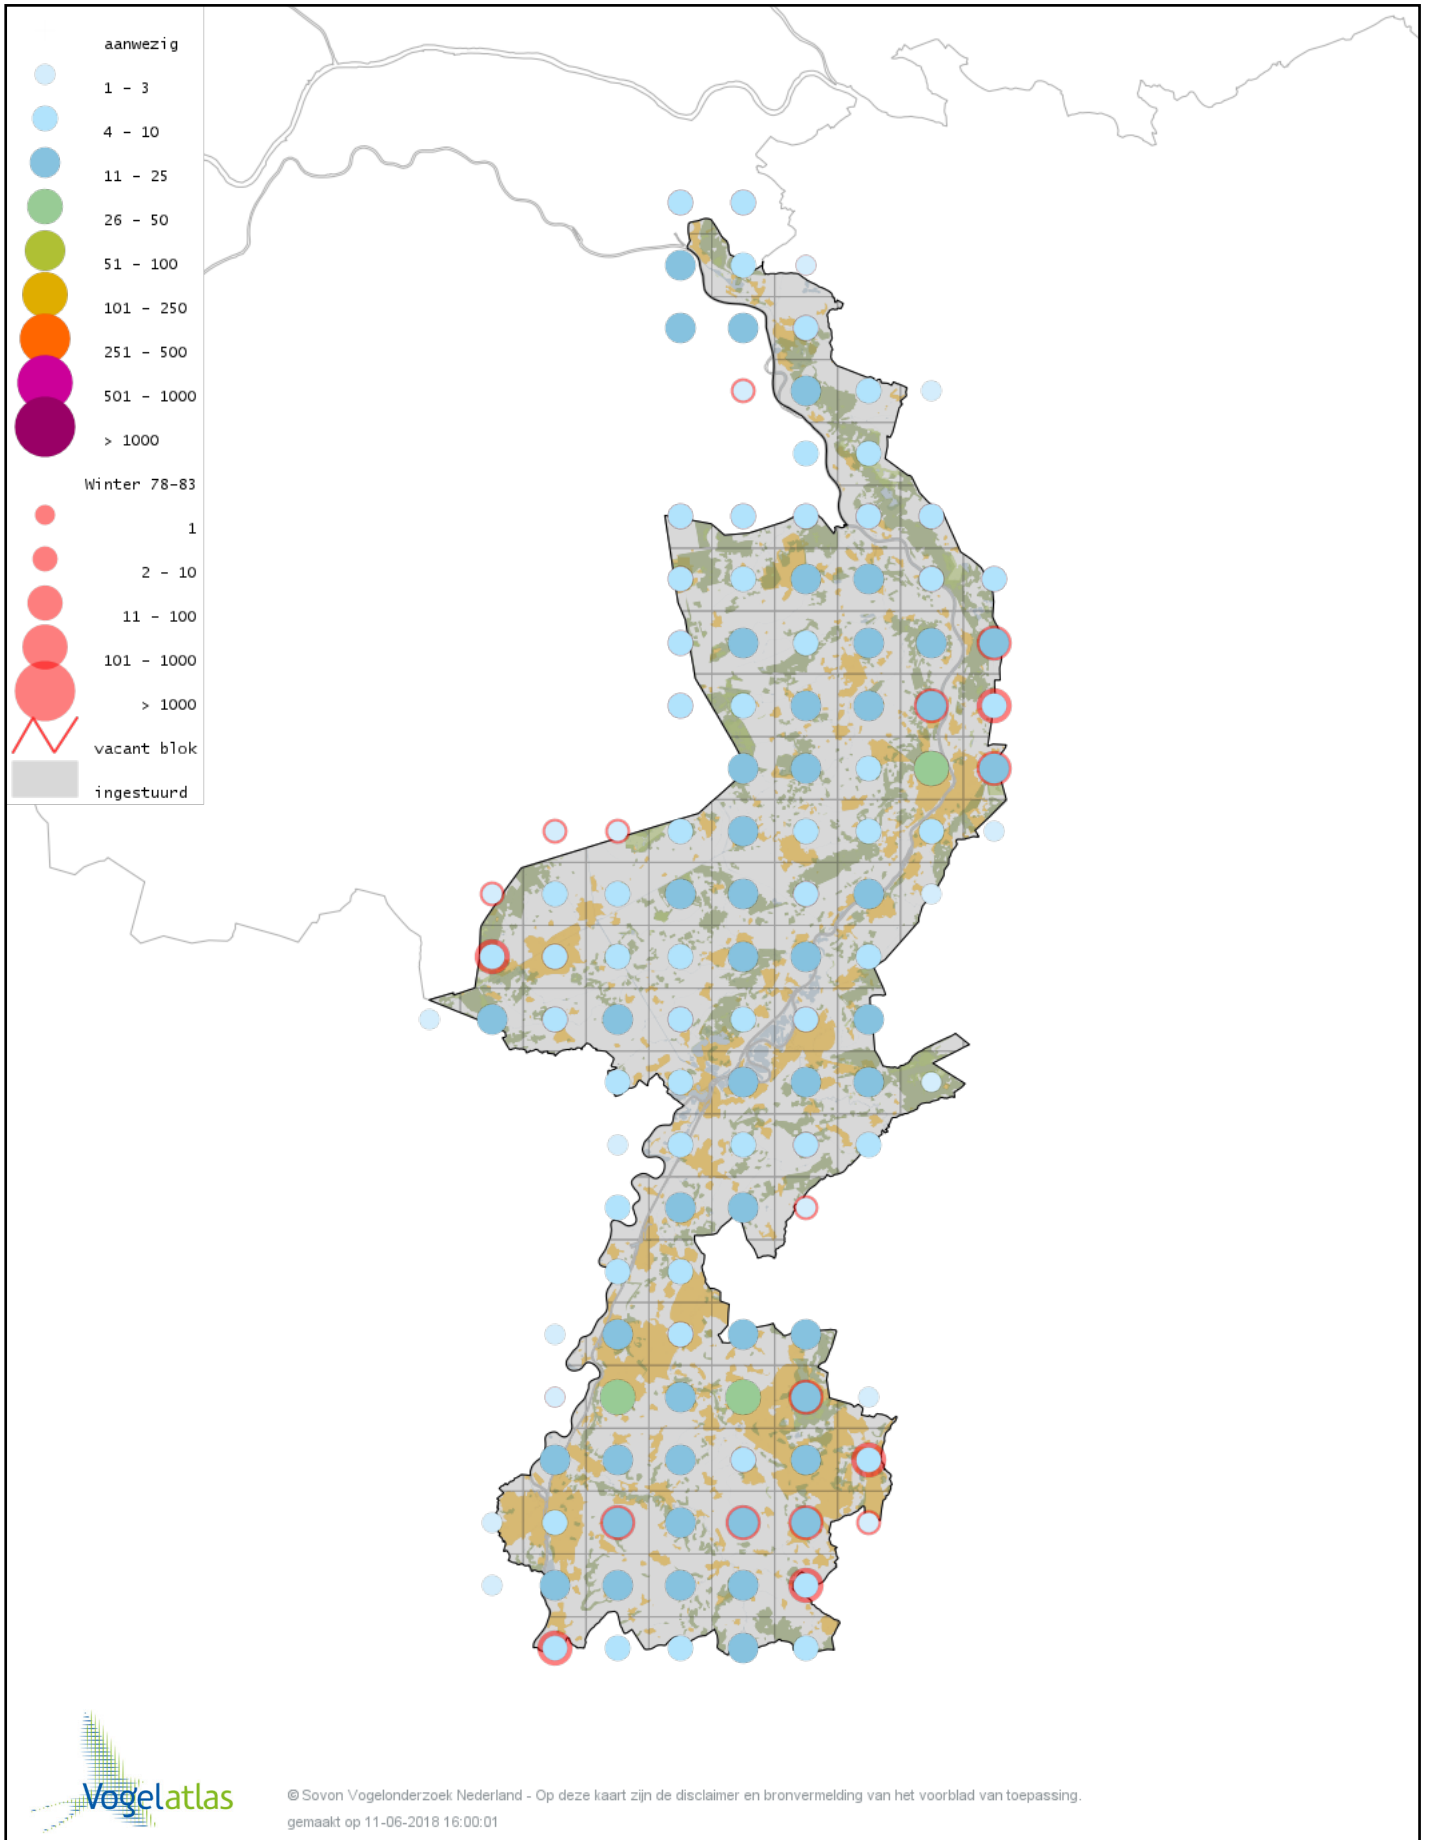 aanwezig
1 - 3
4 - 10
11 - 25
26 - 50
51 - 100
101 - 250
251 - 500
501 - 1000
> 1000
Winter 78-83
1
2 - 10
11 - 100
101 - 1000
> 1000
vacant blok
ingestuurd
Vogelatlas
© Sovon Vogelonderzoek Nederland - Op deze kaart zijn de disclaimer en bronvermelding van het voorblad van toepassing.
gemaakt op 11-06-2018 16:00:01